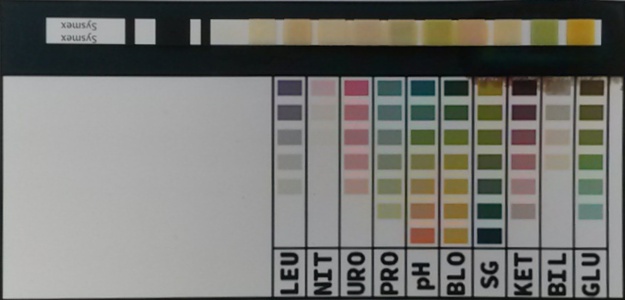 Sysmex
Sysmex
LEU
NIT
URO
PRO
pH
BLO
SG
KET
BIL
GLU